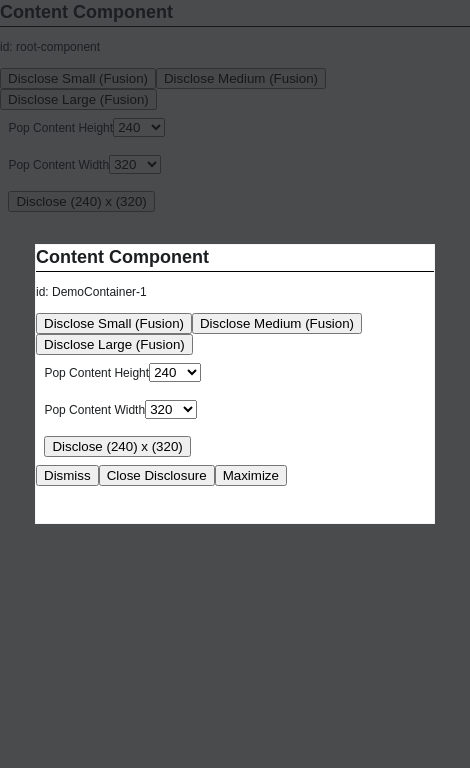 Content Component
id: root-component
Disclose Small (Fusion) Disclose Medium (Fusion)
Disclose Large (Fusion)
Pop Content Height 240
Pop Content Width 320
Disclose (240) x (320)
Content Component
id: DemoContainer-1
Disclose Small (Fusion) Disclose Medium (Fusion)
Disclose Large (Fusion)
Pop Content Height 240
Pop Content Width 320
Disclose (240) x (320)
Dismiss Close Disclosure Maximize